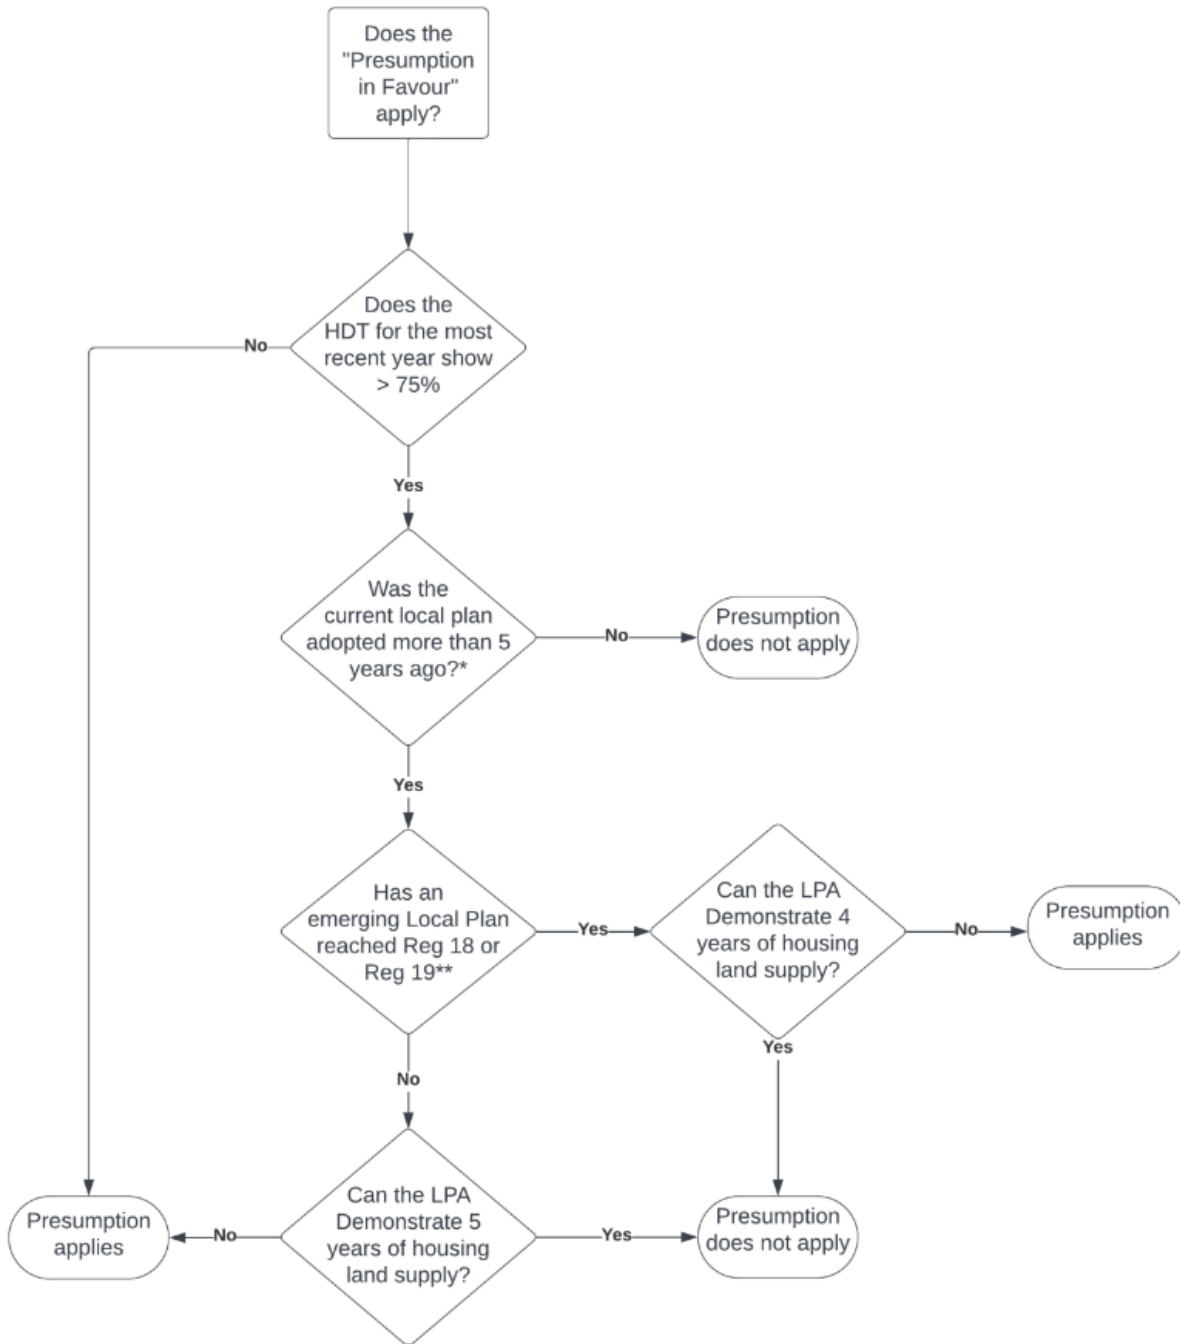 Does the
"Presumption
in Favour"
apply?
Does the
HDT for the most
recent year show
> 75%
No
Yes
Was the
current local plan
adopted more than 5
years ago?*
No
Presumption
does not apply
Yes
Has an
emerging Local Plan
reached Reg 18 or
Reg 19**
Yes
Can the LPA
Demonstrate 4
years of housing
land supply?
No
Presumption
applies
Yes
No
Can the LPA
Demonstrate 5
years of housing
land supply?
No
Presumption
applies
Yes
Presumption
does not apply